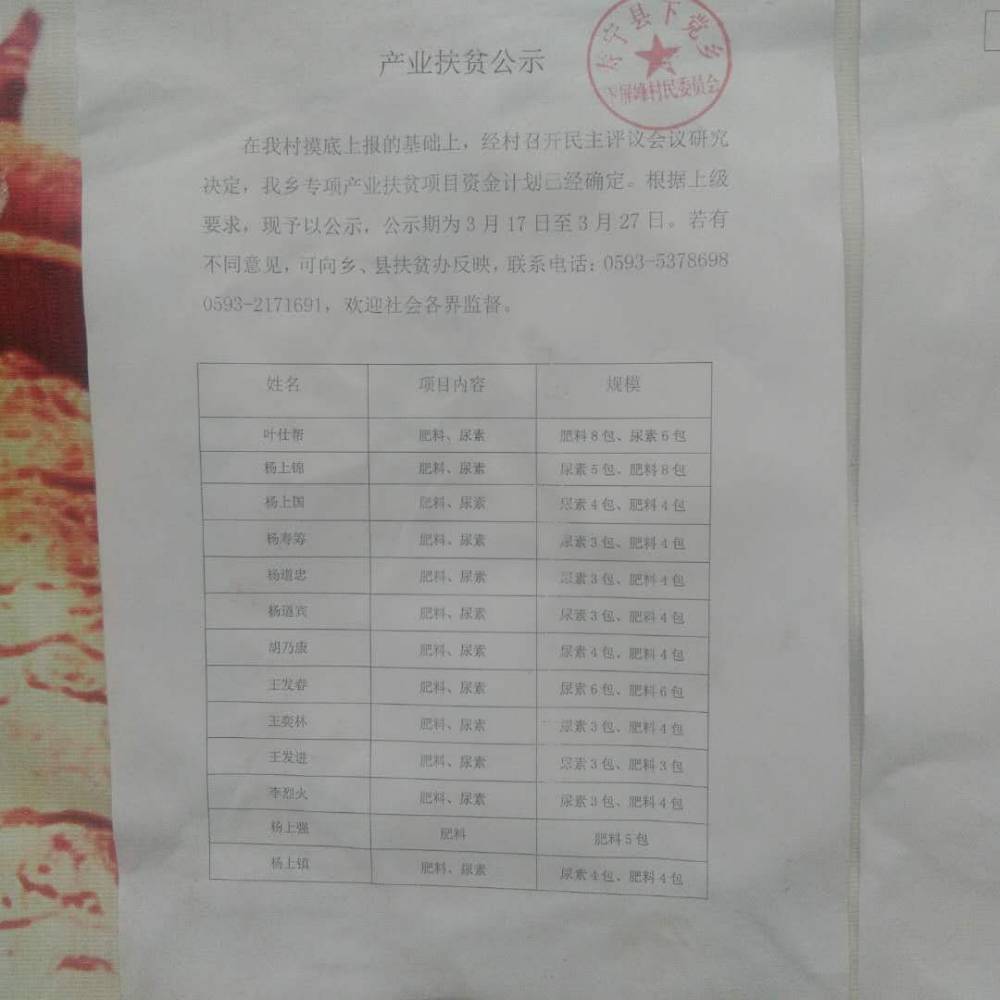 产业扶贫公示
寿宁县下党乡
下屏峰村民委员会
在我村摸底上报的基础上，经村召开民主评议会议研究
决定，我乡专项产业扶贫项目资金计划已经确定。根据上级
要求，现予以公示，公示期为3月17日至3月27日。若有
不同意见，可向乡、县扶贫办反映，联系电话：0593-5378698
0593-2171691，欢迎社会各界监督。
姓名 项目内容 规模
叶仕帮 肥料、尿素 肥料8包、尿素6包
杨上锦 肥料、尿素 尿素5包、肥料8包
杨上国 肥料、尿素 尿素4包、肥料4包
杨寿筹 肥料、尿素 尿素3包、肥料4包
杨道忠 肥料、尿素 尿素3包、肥料4包
杨道宾 肥料、尿素 尿素3包、肥料4包
胡乃康 肥料、尿素 尿素4包、肥料4包
王发春 肥料、尿素 尿素6包、肥料6包
王奕林 肥料、尿素 尿素3包、肥料4包
王发进 肥料、尿素 尿素3包、肥料3包
李烈火 肥料、尿素 尿素3包、肥料4包
杨上强 肥料 肥料5包
杨上镇 肥料、尿素 尿素4包、肥料4包